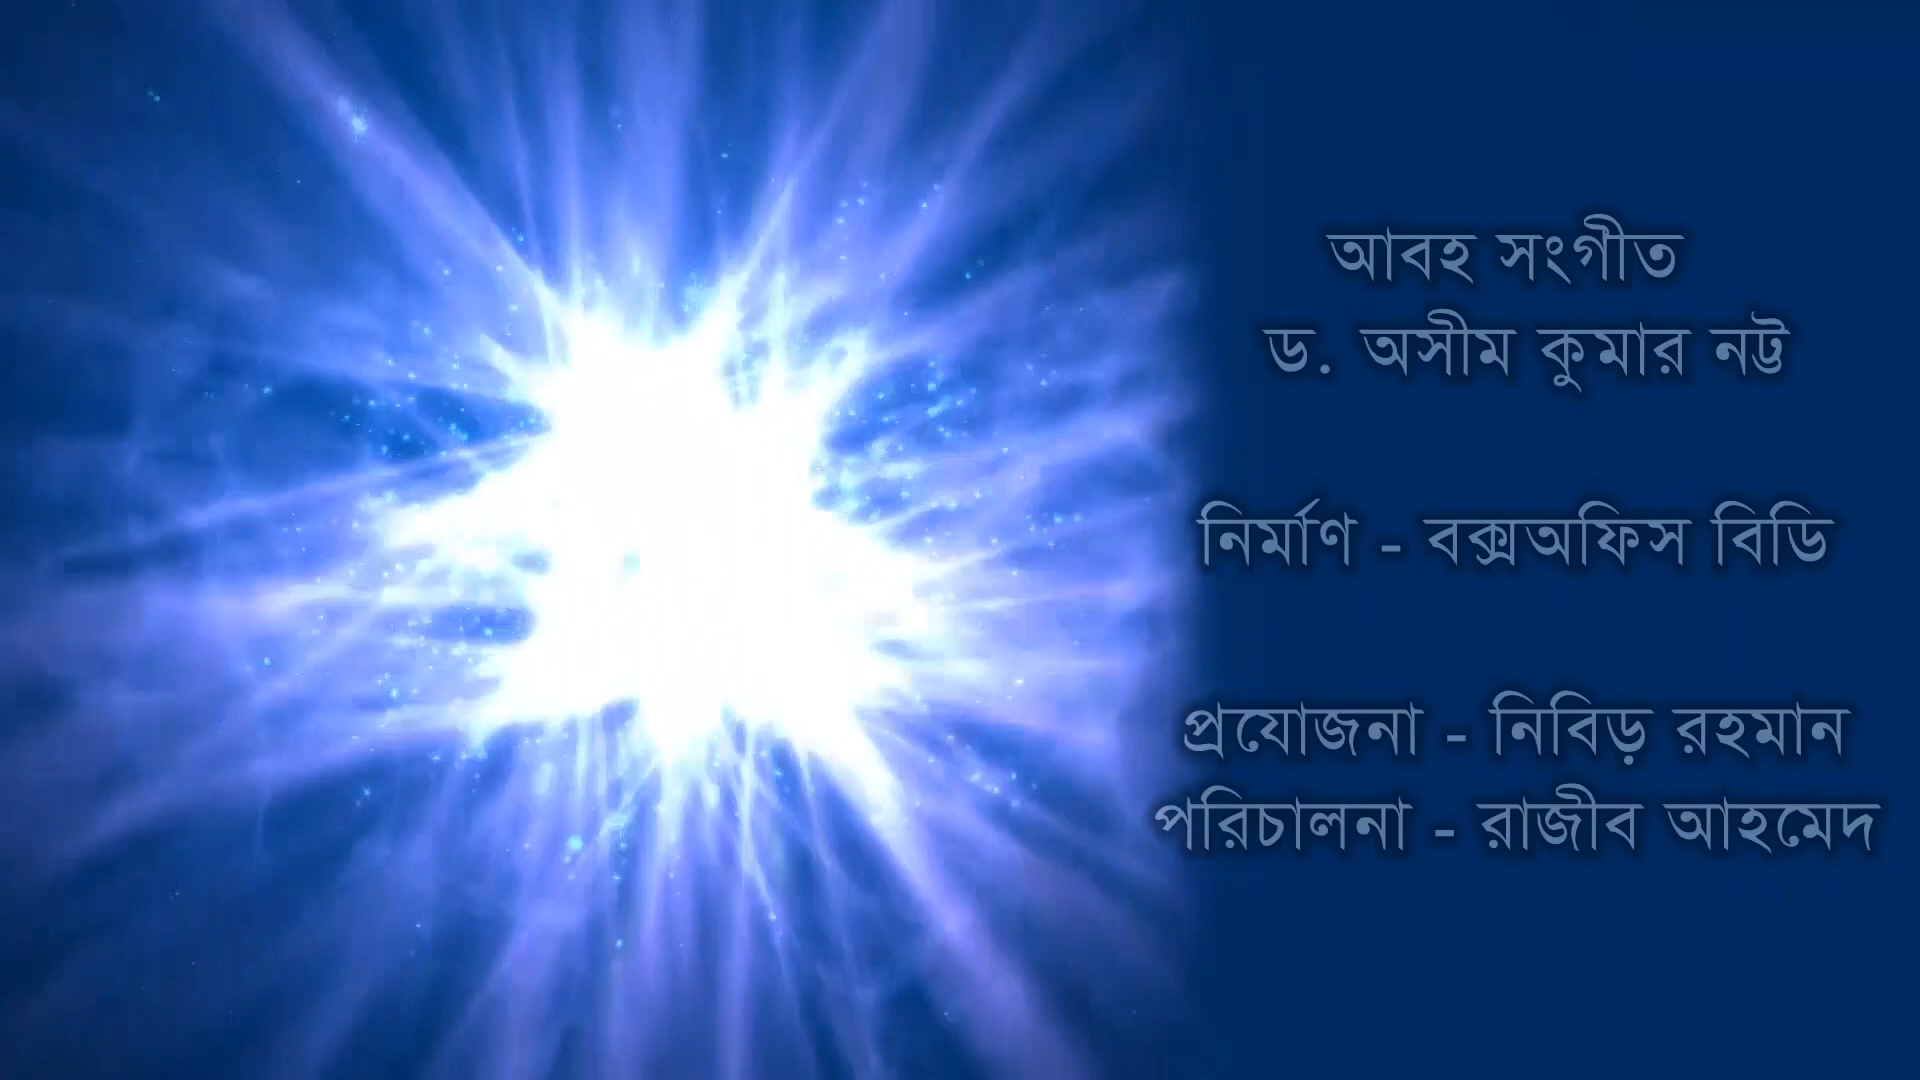 আবহ সংগীত
ড. অসীম কুমার নট্ট
নির্মাণ - বক্সঅফিস বিডি
প্রযোজনা - নিবিড় রহমান
পরিচালনা - রাজীব আহমেদ